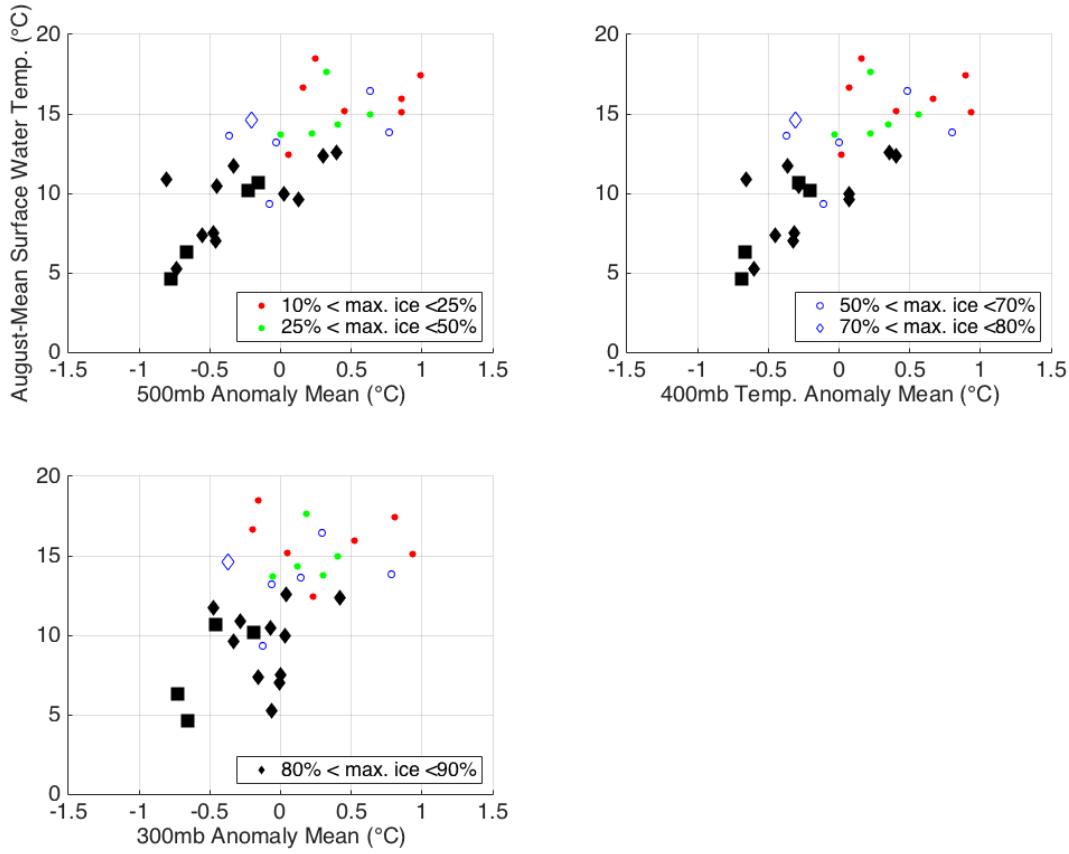 August-Mean Surface Water Temp. (°C)
20
15
10
5
0
-1.5 -1 -0.5 0 0.5 1 1.5
500mb Anomaly Mean (°C)
10% < max. ice <25%
25% < max. ice <50%
20
15
10
5
0
-1.5 -1 -0.5 0 0.5 1 1.5
400mb Temp. Anomaly Mean (°C)
50% < max. ice <70%
70% < max. ice <80%
20
15
10
5
0
-1.5 -1 -0.5 0 0.5 1 1.5
300mb Anomaly Mean (°C)
80% < max. ice <90%